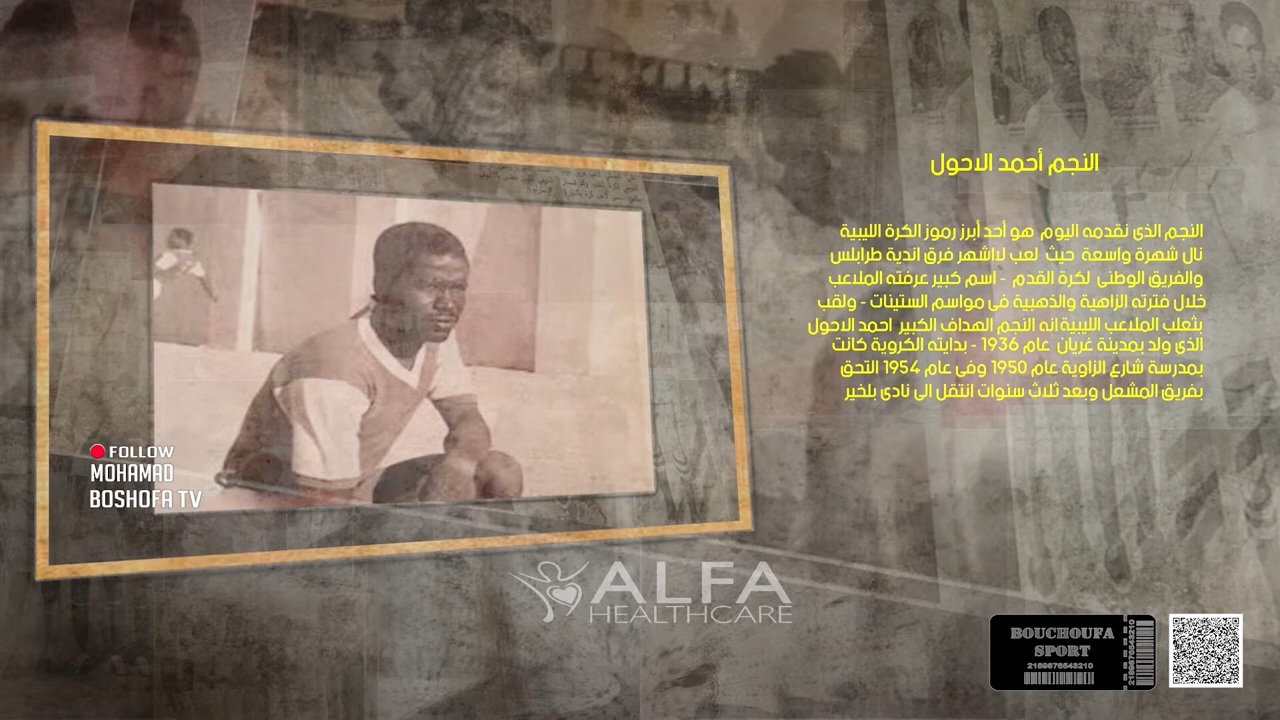 النجم أحمد الاحول
النجم الذى نقدمه اليوم هو أحد أبرز رموز الكرة الليبية
نال شهرة واسعة حيث لعب لااشهر فرق اندية طرابلس
والفريق الوطنى لكرة القدم - اسم كبير عرفته الملاعب
خلال فترته الزاهية والذهبية فى مواسم الستينات - ولقب
بثعلب الملاعب الليبية انه النجم الهداف الكبير احمد الاحول
الذى ولد بمدينة غريان عام 1936 - بدايته الكروية كانت
بمدرسة شارع الزاوية عام 1950 وفى عام 1954 التحق
بفريق المشعل وبعد ثلاث سنوات انتقل الى نادى بلخير
FOLLOW
MOHAMAD
BOSHOFA TV
ALFA
HEALTHCARE
BOUCHOUFA
SPORT
2189876543210
2189876543210